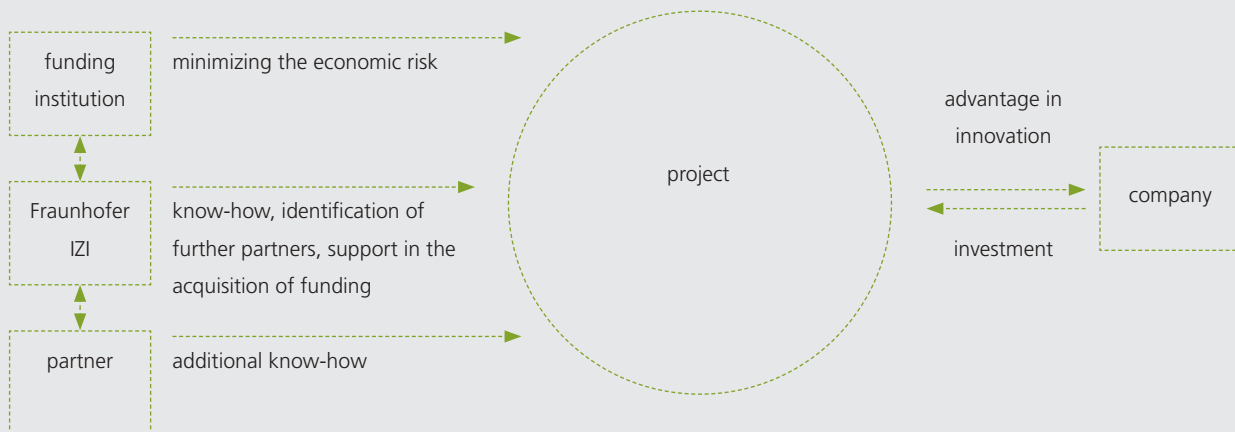 funding
institution
minimizing the economic risk
Fraunhofer
IZI
know-how, identification of
further partners, support in the
acquisition of funding
partner
additional know-how
project
advantage in
innovation
investment
company